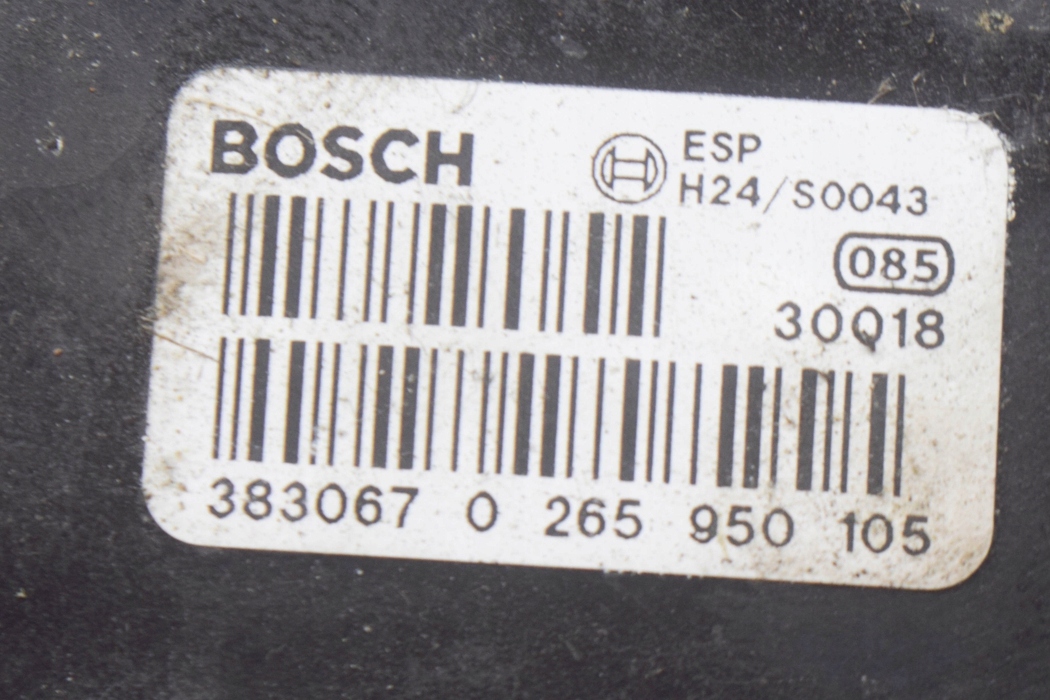 BOSCH
ESP
H24/S0043
085
30Q18
383067 0 265 950 105